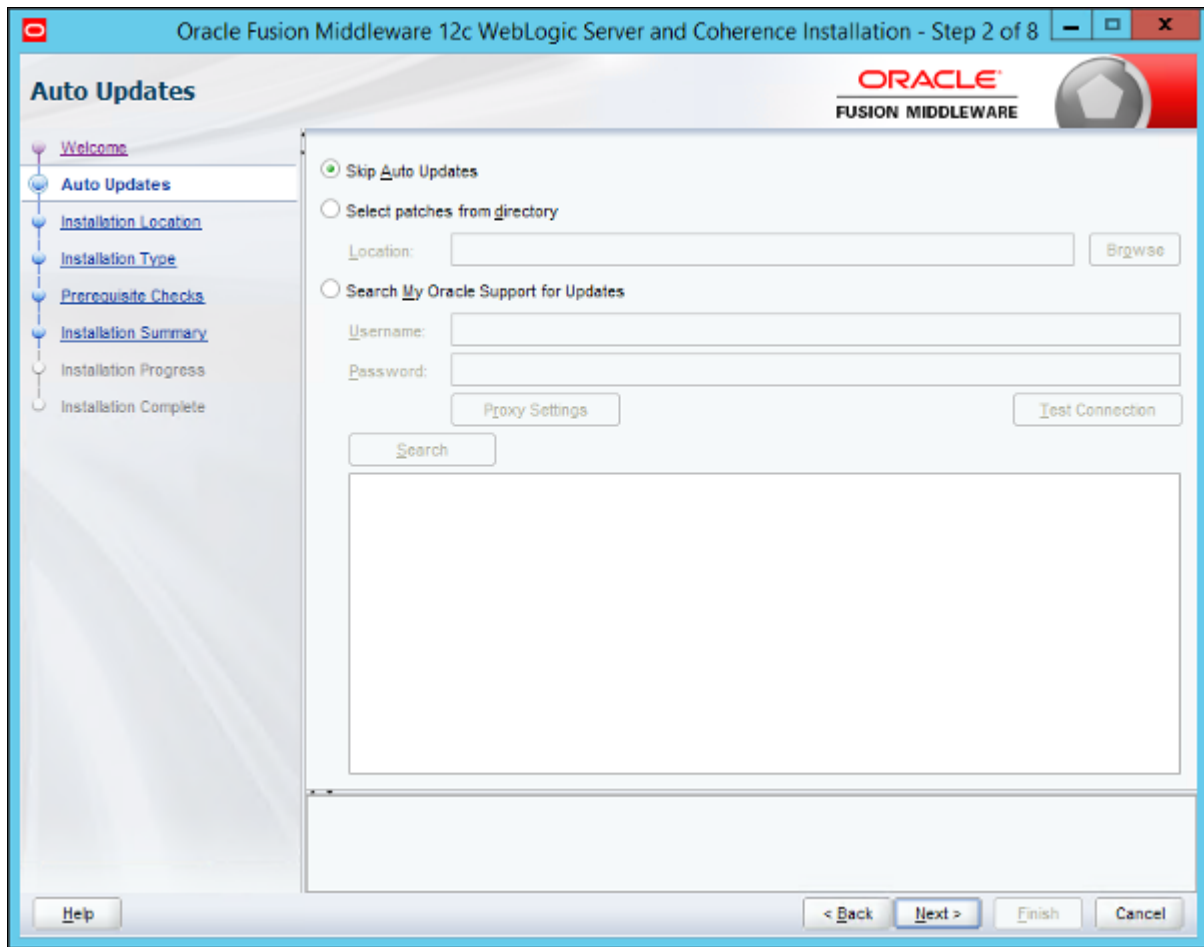 Oracle Fusion Middleware 12c WebLogic Server and Coherence Installation - Step 2 of 8
Auto Updates
ORACLE
FUSION MIDDLEWARE
Welcome
Auto Updates
Installation Location
Installation Type
Prerequisite Checks
Installation Summary
Installation Progress
Installation Complete
Skip Auto Updates
Select patches from directory
Location:
Browse
Search My Oracle Support for Updates
Username:
Password:
Proxy Settings
Test Connection
Search
Help
< Back
Next >
Finish
Cancel